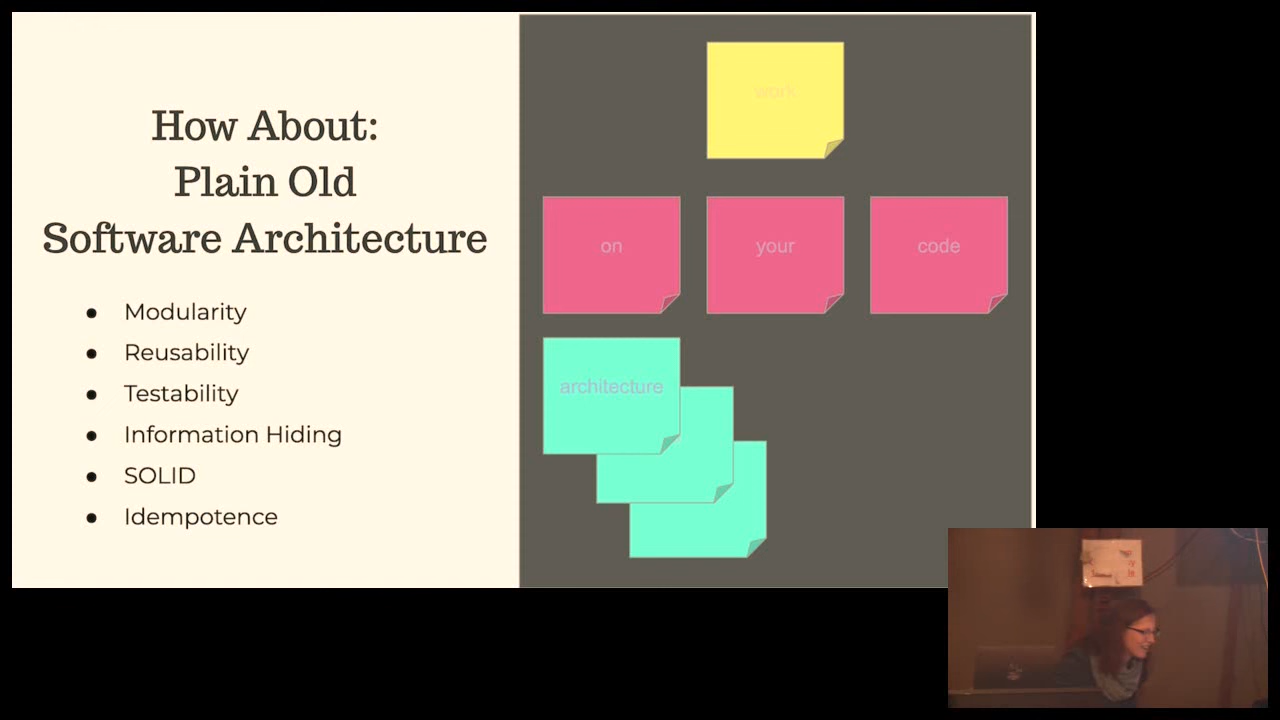 How About:
Plain Old
Software Architecture
● Modularity
● Reusability
● Testability
● Information Hiding
● SOLID
● Idempotence
work
on
your
code
architecture